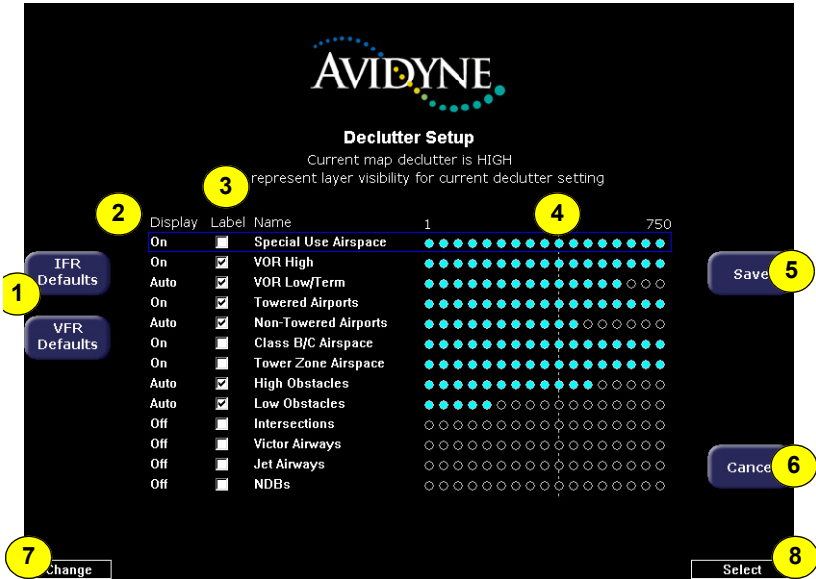 AVIDYNE
Declutter Setup
Current map declutter is HIGH
represent layer visibility for current declutter setting
3
2
4
Display Label Name 1 750
On Special Use Airspace
On VOR High
Auto VOR Low/Term
On Towered Airports
Auto Non-Towered Airports
On Class B/C Airspace
On Tower Zone Airspace
Auto High Obstacles
Auto Low Obstacles
Off Intersections
Off Victor Airways
Off Jet Airways
Off NDBs
IFR
Defaults
1
VFR
Defaults
Save
5
Cance
6
7
Change
8
Select